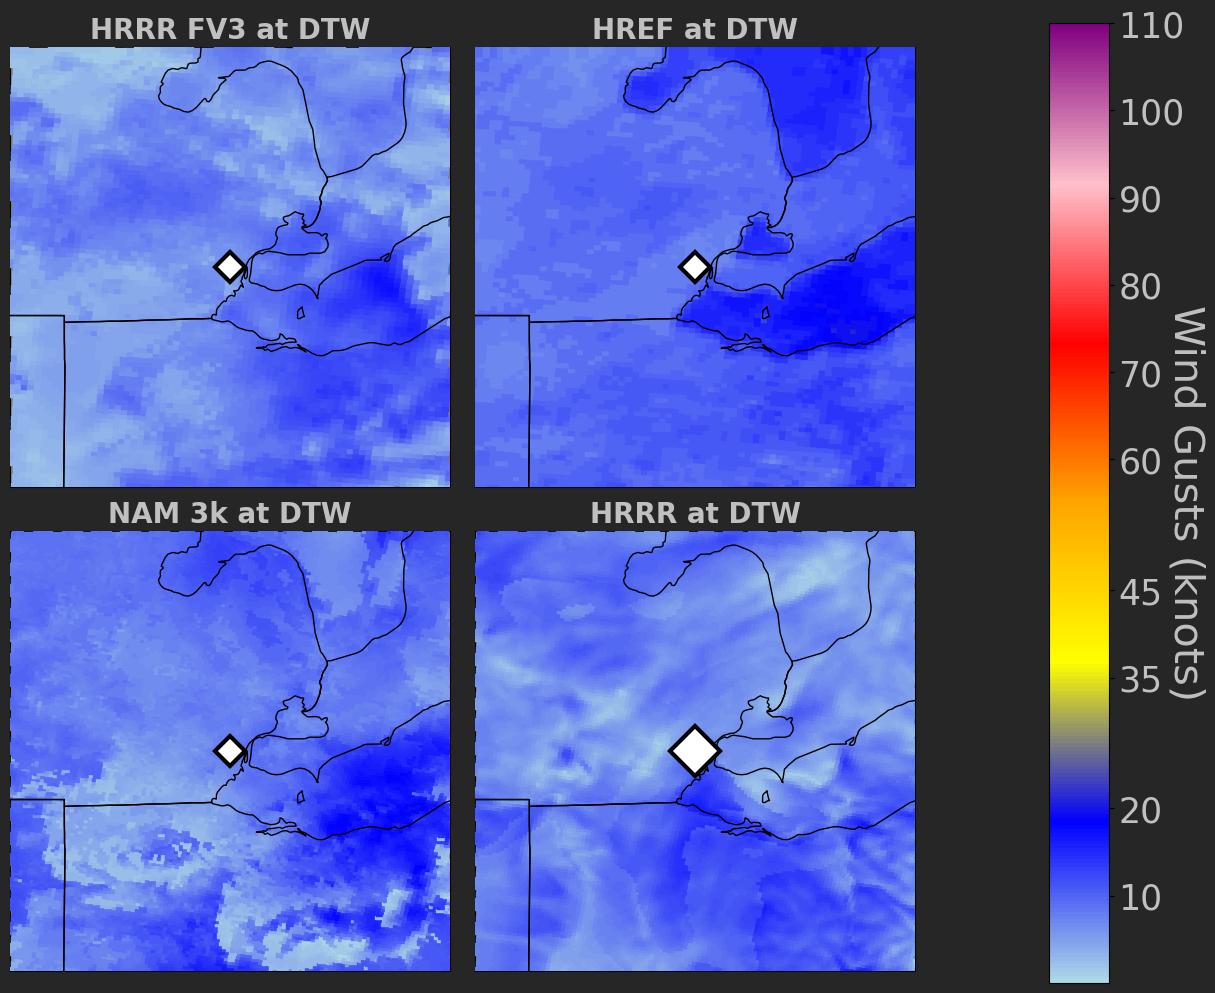 HRRR FV3 at DTW
HREF at DTW
NAM 3k at DTW
HRRR at DTW
110
100
90
80
70
60
45
35
20
10
Wind Gusts (knots)